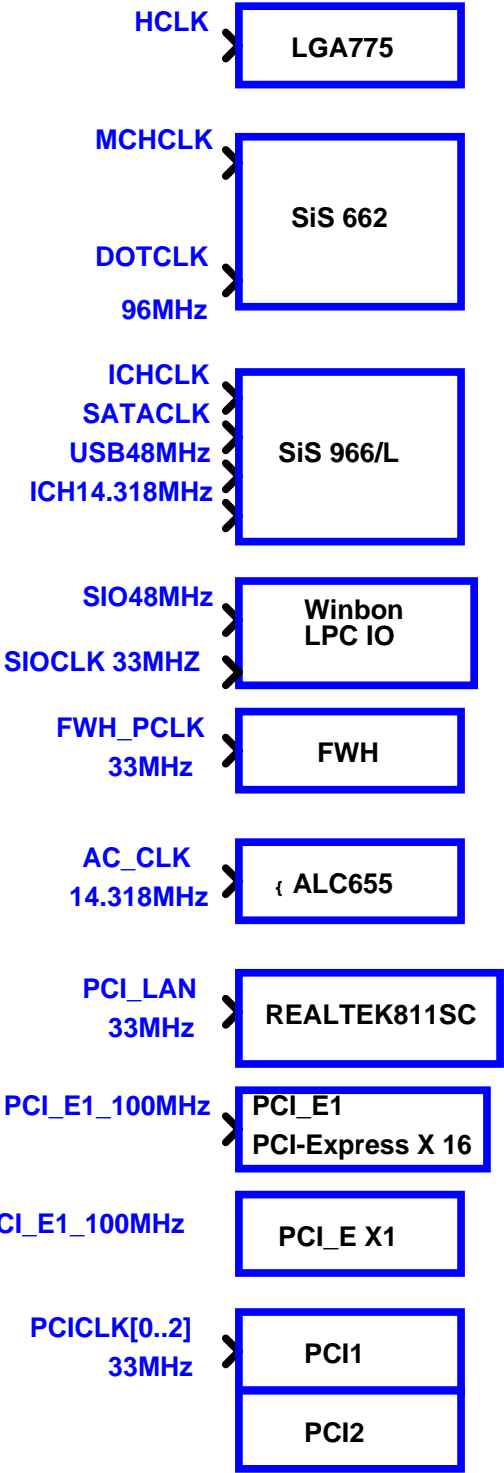 HCLK
LGA775
MCHCLK
SiS 662
DOTCLK
96MHz
ICHCLK
SATACLK
USB48MHz
SiS 966/L
ICH14.318MHz
SIO48MHz
Winbon
LPC IO
SIOCLK 33MHZ
FWH_PCLK
33MHz
FWH
AC_CLK
14.318MHz
{ ALC655
PCI_LAN
33MHz
REALTEK811SC
PCI_E1_100MHz
PCI_E1
PCI-Express X 16
CI_E1_100MHz
PCI_E X1
PCICLK[0..2]
33MHz
PCI1
PCI2